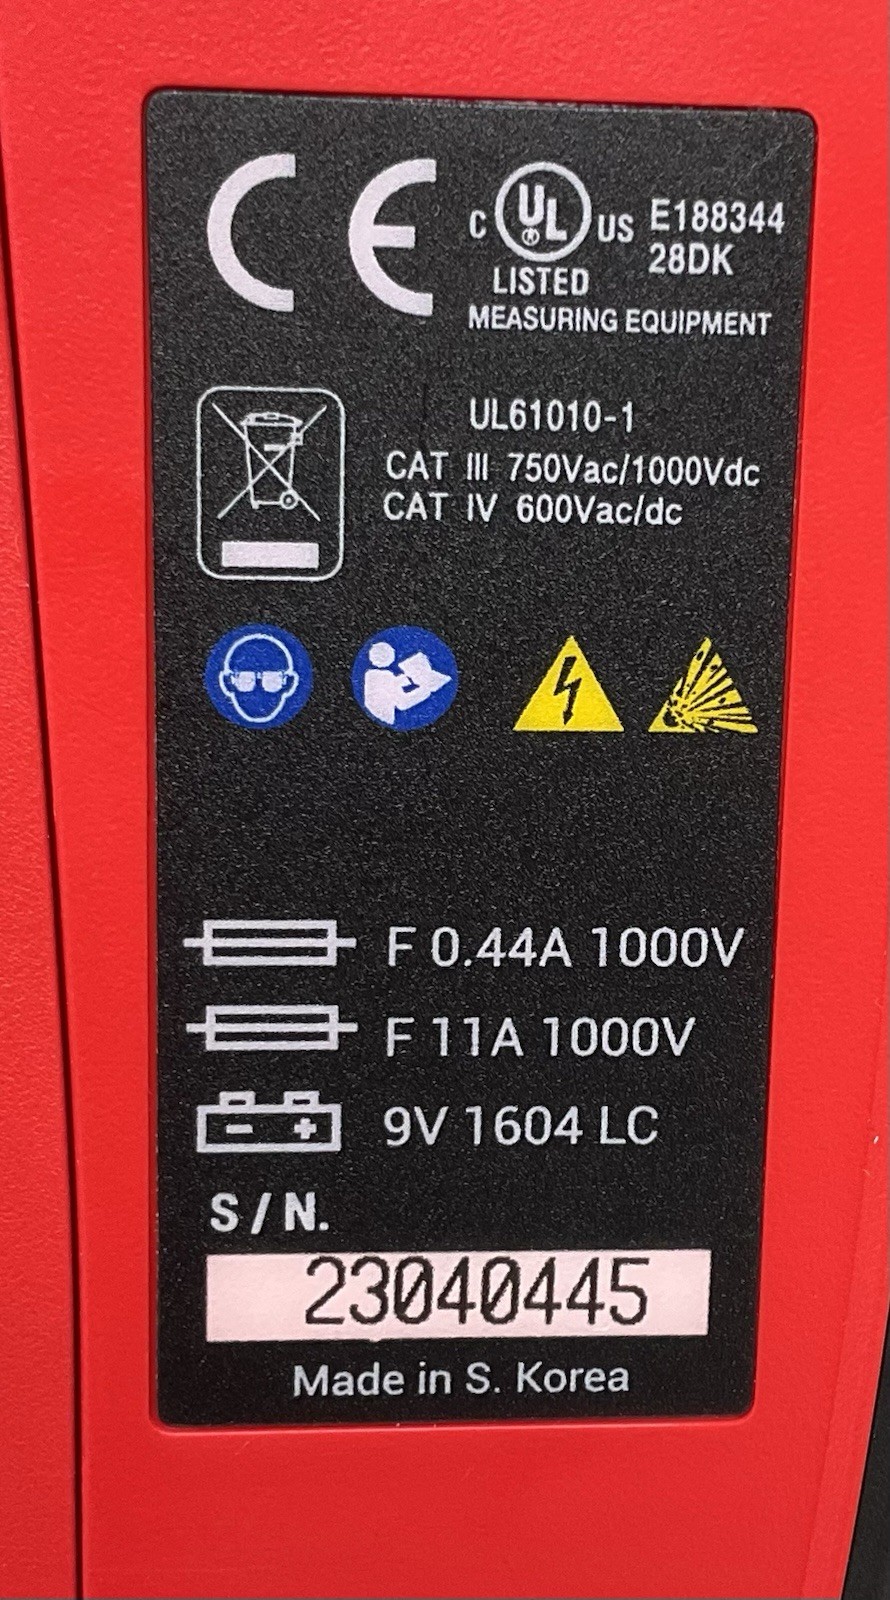 CE
C UL® US E188344
LISTED 28DK
MEASURING EQUIPMENT
UL61010-1
CAT III 750Vac/1000Vdc
CAT IV 600Vac/dc
F 0.44A 1000V
F 11A 1000V
9V 1604 LC
S/N.
23040445
Made in S. Korea